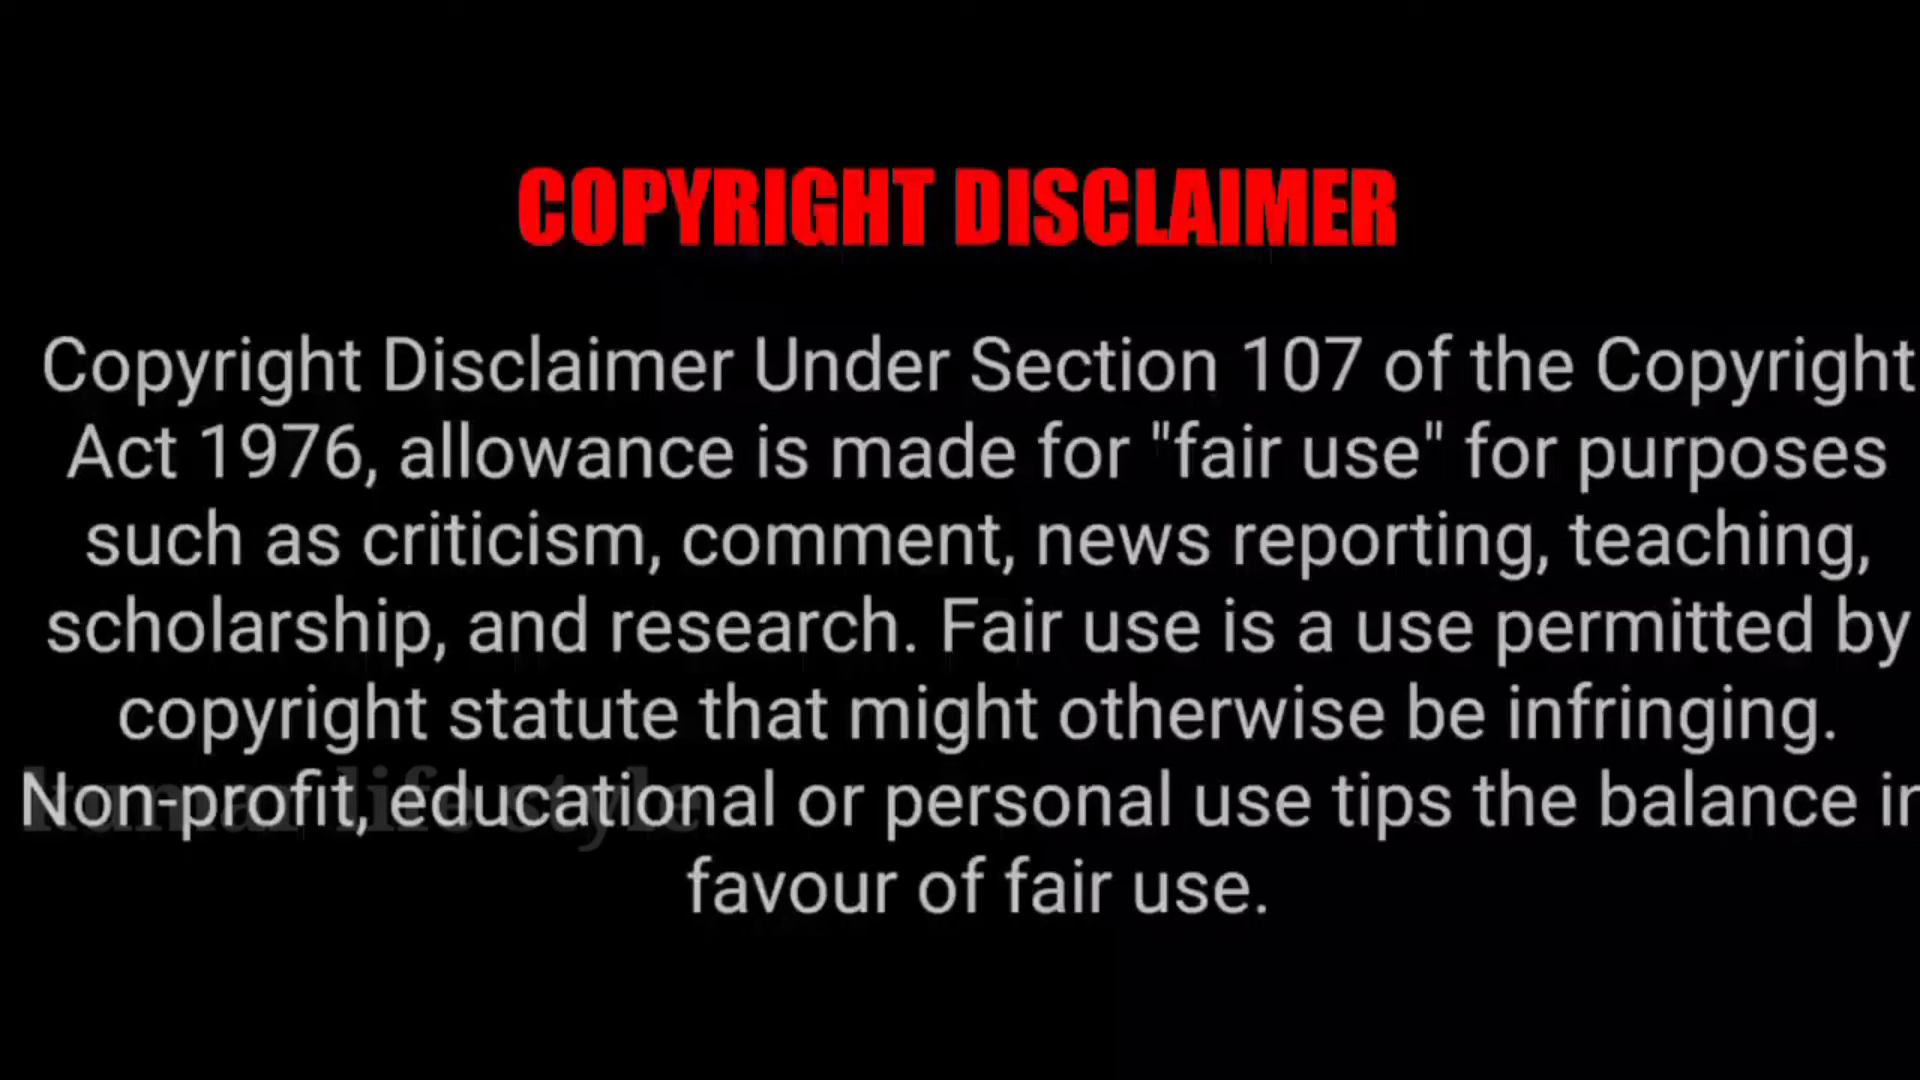 COPYRIGHT DISCLAIMER
Copyright Disclaimer Under Section 107 of the Copyright
Act 1976, allowance is made for "fair use" for purposes
such as criticism, comment, news reporting, teaching,
scholarship, and research. Fair use is a use permitted by
copyright statute that might otherwise be infringing.
Non-profit, educational or personal use tips the balance in
favour of fair use.
kumar life style